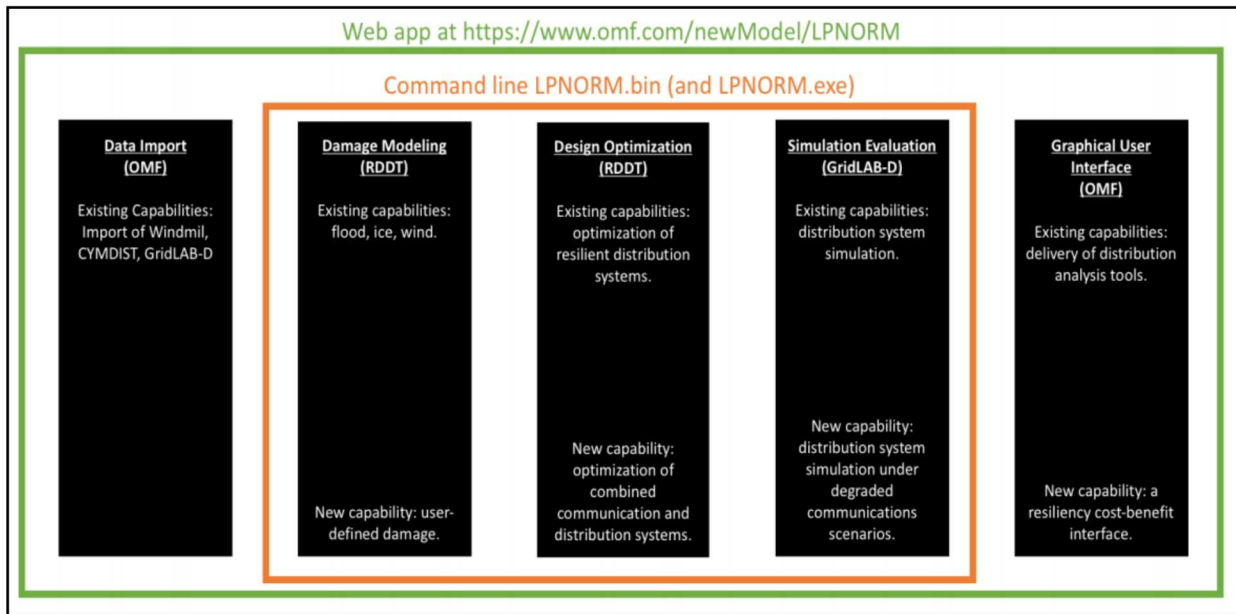 Web app at https://www.omf.com/newModel/LPNORM
Command line LPNORM.bin (and LPNORM.exe)
Data Import
(OMF)
Existing Capabilities:
Import of Windmil,
CYMDIST, GridLAB-D
Damage Modeling
(RDDT)
Existing capabilities:
flood, ice, wind.
New capability: user-
defined damage.
Design Optimization
(RDDT)
Existing capabilities:
optimization of
resilient distribution
systems.
New capability:
optimization of
combined
communication and
distribution systems.
Simulation Evaluation
(GridLAB-D)
Existing capabilities:
distribution system
simulation.
New capability:
distribution system
simulation under
degraded
communications
scenarios.
Graphical User
Interface
(OMF)
Existing capabilities:
delivery of distribution
analysis tools.
New capability: a
resiliency cost-benefit
interface.